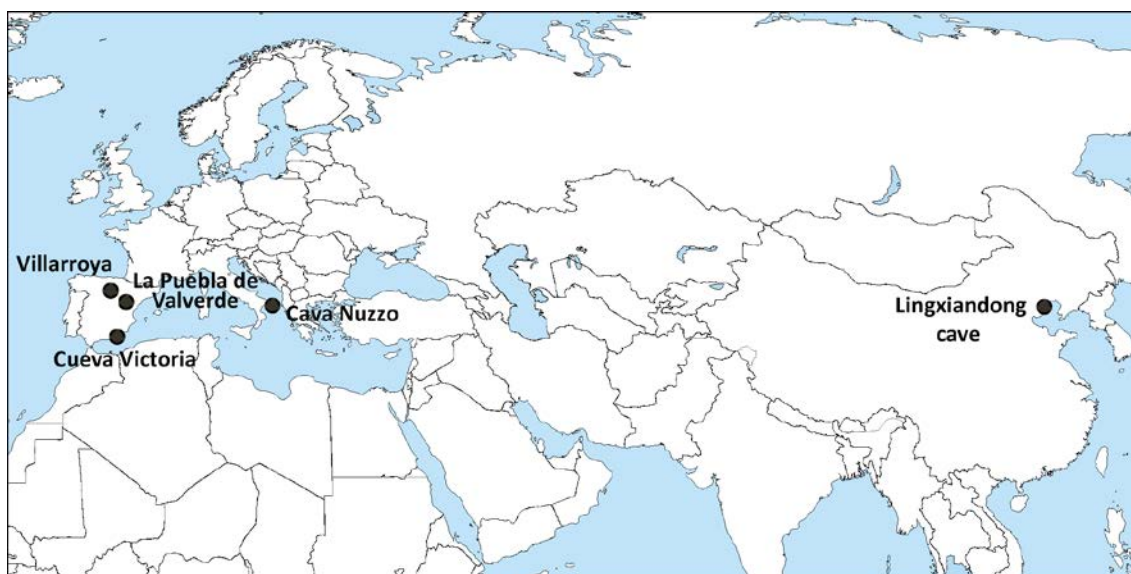 Villarroya
La Puebla de
Valverde
Cava Nuzzo
Cueva Victoria
Lingxiandong
cave